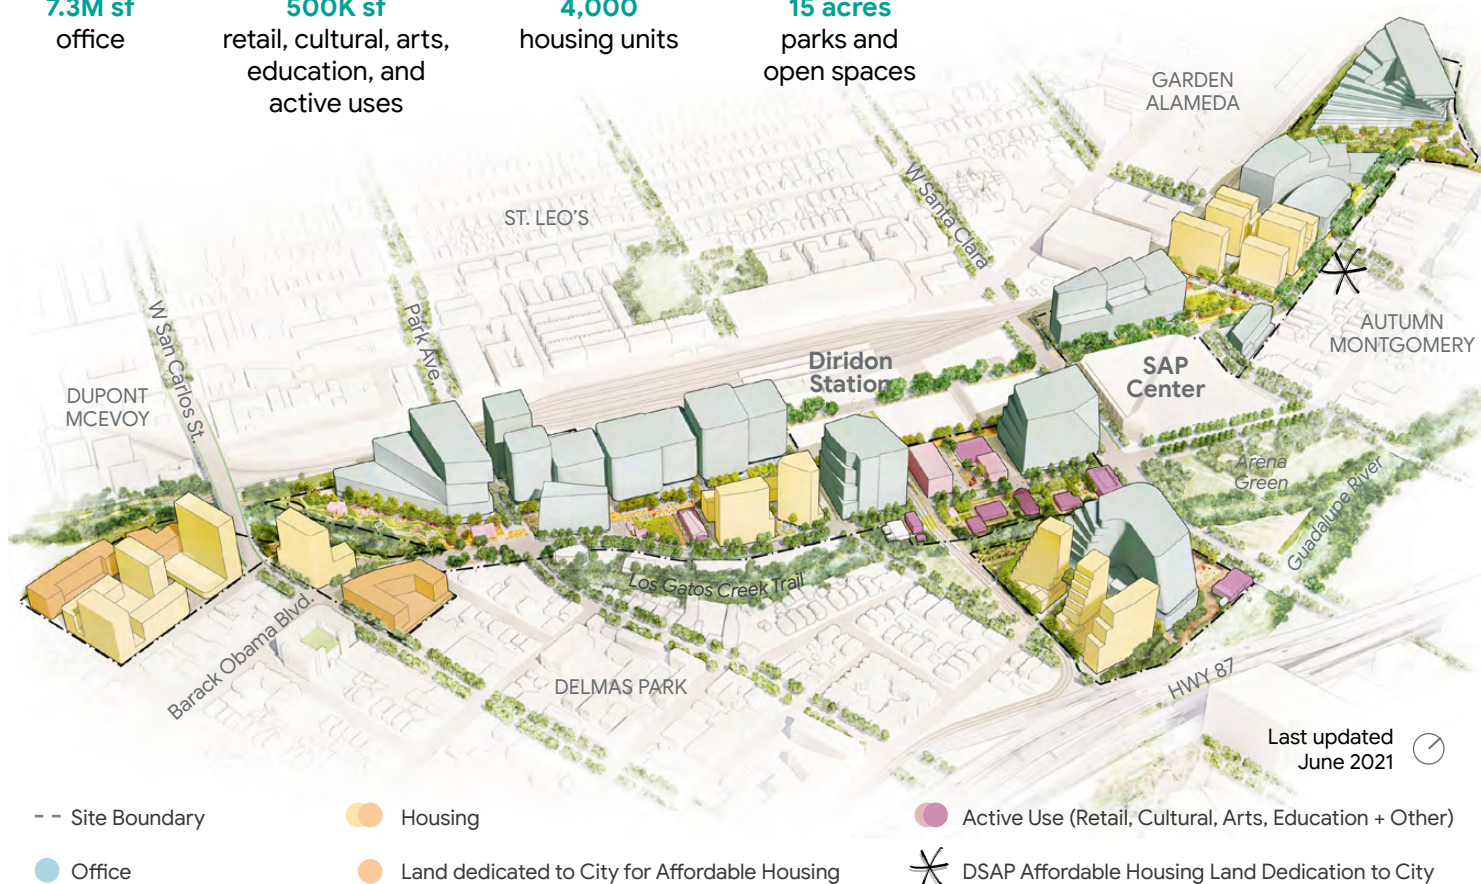 7.3M sf
office
500K sf
retail, cultural, arts,
education, and
active uses
4,000
housing units
15 acres
parks and
open spaces
GARDEN
ALAMEDA
W Santa Clara
ST. LEO'S
W San Carlos St.
Park Ave
DUPONT
MCEVOY
Diridon
Station
SAP
Center
AUTUMN
MONTGOMERY
Arena
Green
Guadalupe River
Los Gatos Creek Trail
Barack Obama Blvd.
DELMAS PARK
HWY 87
Last updated
June 2021
Site Boundary
Housing
Active Use (Retail, Cultural, Arts, Education + Other)
Office
Land dedicated to City for Affordable Housing
DSAP Affordable Housing Land Dedication to City